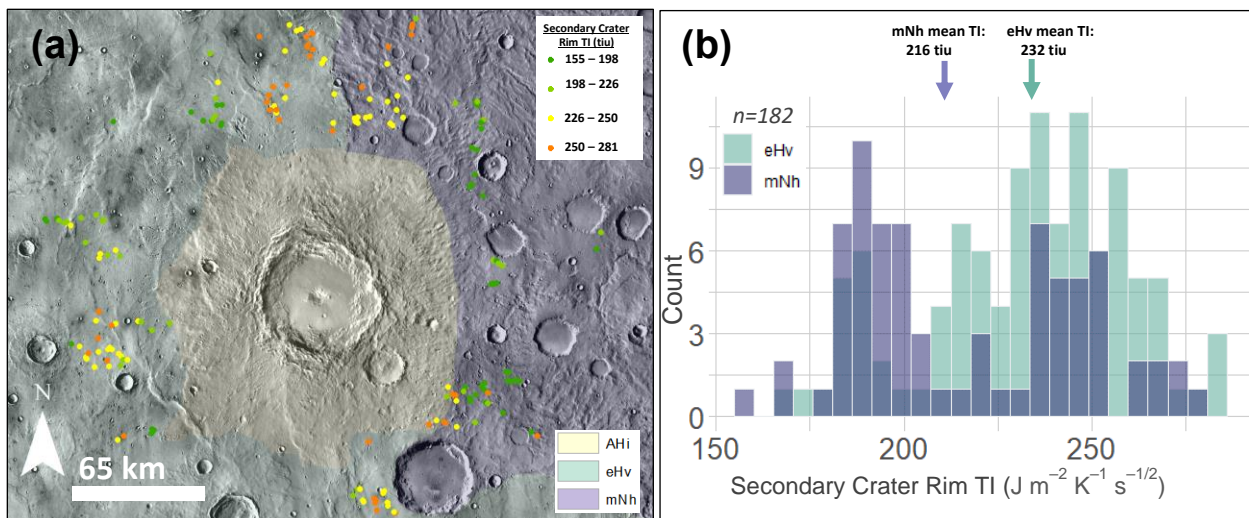 (a)
Secondary Crater
Rim TI (tiu)
155 – 198
198 – 226
226 – 250
250 – 281
N
65 km
AHi
eHv
mNh
(b)
mNh mean TI:
216 tiu
eHv mean TI:
232 tiu
n=182
eHv
mNh
Count
9
6
3
0
150
200
250
Secondary Crater Rim TI (J m⁻² K⁻¹ s⁻¹/²)